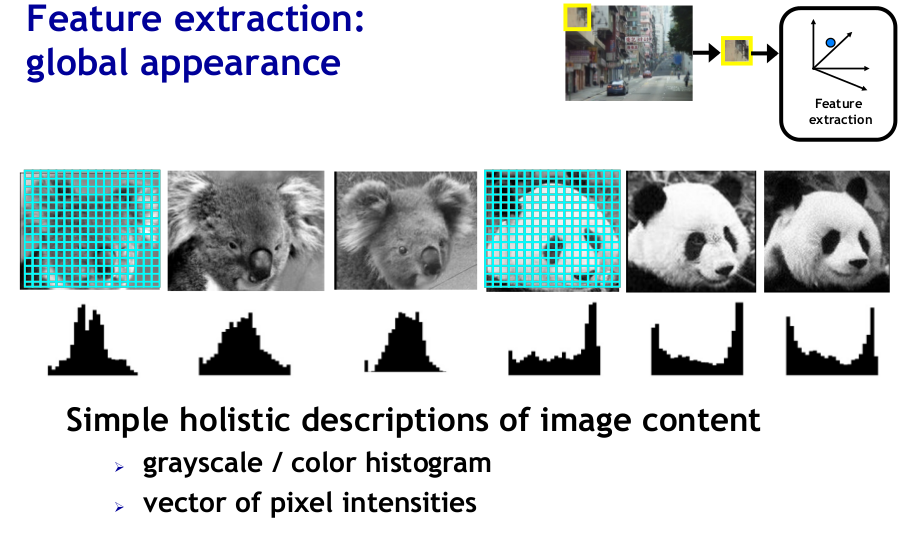 Feature extraction:
global appearance
Feature
extraction
Simple holistic descriptions of image content
grayscale / color histogram
vector of pixel intensities